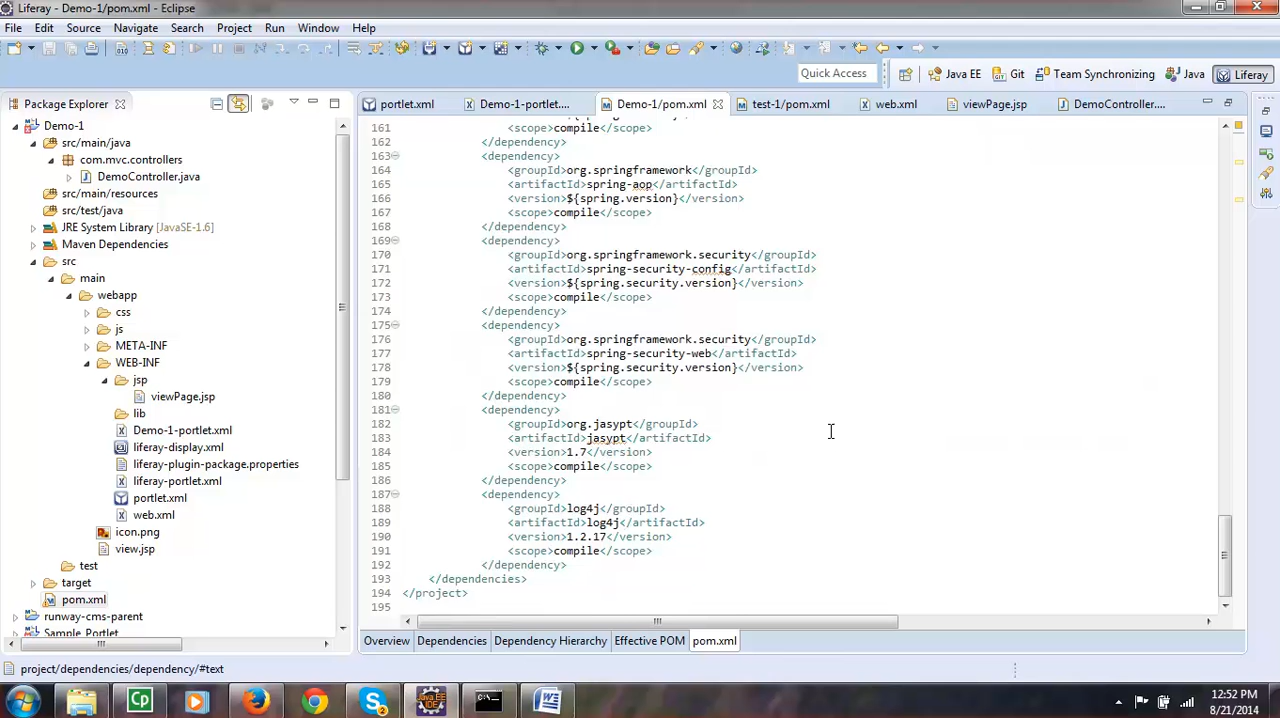 Liferay - Demo-1/pom.xml - Eclipse
File Edit Source Navigate Search Project Run Window Help
Quick Access Java EE Git Team Synchronizing Java Liferay
Package Explorer
Demo-1
src/main/java
com.mvc.controllers
DemoController.java
src/main/resources
src/test/java
JRE System Library [JavaSE-1.6]
Maven Dependencies
src
main
webapp
css
js
META-INF
WEB-INF
jsp
viewPage.jsp
lib
Demo-1-portlet.xml
liferay-display.xml
liferay-plugin-package.properties
liferay-portlet.xml
portlet.xml
web.xml
icon.png
view.jsp
test
target
pom.xml
runway-cms-parent
Sample_Portlet
portlet.xml Demo-1-portlet.... Demo-1/pom.xml test-1/pom.xml web.xml viewPage.jsp DemoController....
161 <scope>compile</scope>
162 </dependency>
163 <dependency>
164 <groupId>org.springframework</groupId>
165 <artifactId>spring-aop</artifactId>
166 <version>${spring.version}</version>
167 <scope>compile</scope>
168 </dependency>
169 <dependency>
170 <groupId>org.springframework.security</groupId>
171 <artifactId>spring-security-config</artifactId>
172 <version>${spring.security.version}</version>
173 <scope>compile</scope>
174 </dependency>
175 <dependency>
176 <groupId>org.springframework.security</groupId>
177 <artifactId>spring-security-web</artifactId>
178 <version>${spring.security.version}</version>
179 <scope>compile</scope>
180 </dependency>
181 <dependency>
182 <groupId>org.jasypt</groupId>
183 <artifactId>jasypt</artifactId>
184 <version>1.7</version>
185 <scope>compile</scope>
186 </dependency>
187 <dependency>
188 <groupId>log4j</groupId>
189 <artifactId>log4j</artifactId>
190 <version>1.2.17</version>
191 <scope>compile</scope>
192 </dependency>
193 </dependencies>
194 </project>
195
Overview Dependencies Dependency Hierarchy Effective POM pom.xml
project/dependencies/dependency/#text
12:52 PM
8/21/2014